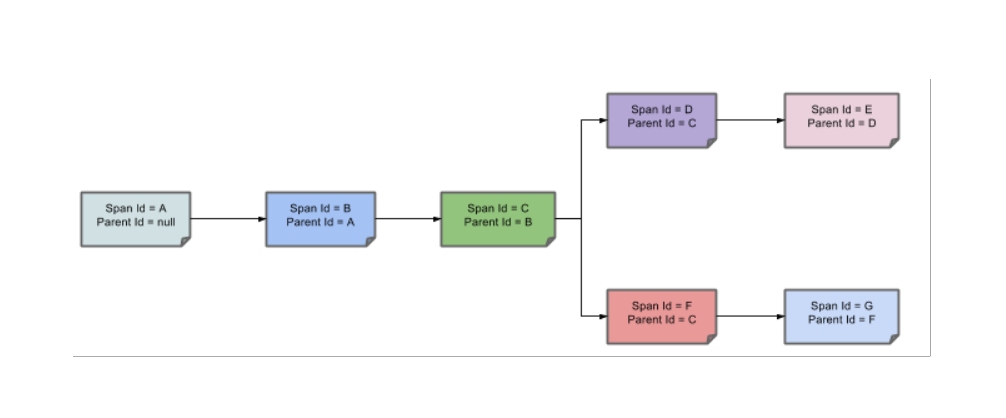 Span Id = A
Parent Id = null
Span Id = B
Parent Id = A
Span Id = C
Parent Id = B
Span Id = D
Parent Id = C
Span Id = E
Parent Id = D
Span Id = F
Parent Id = C
Span Id = G
Parent Id = F